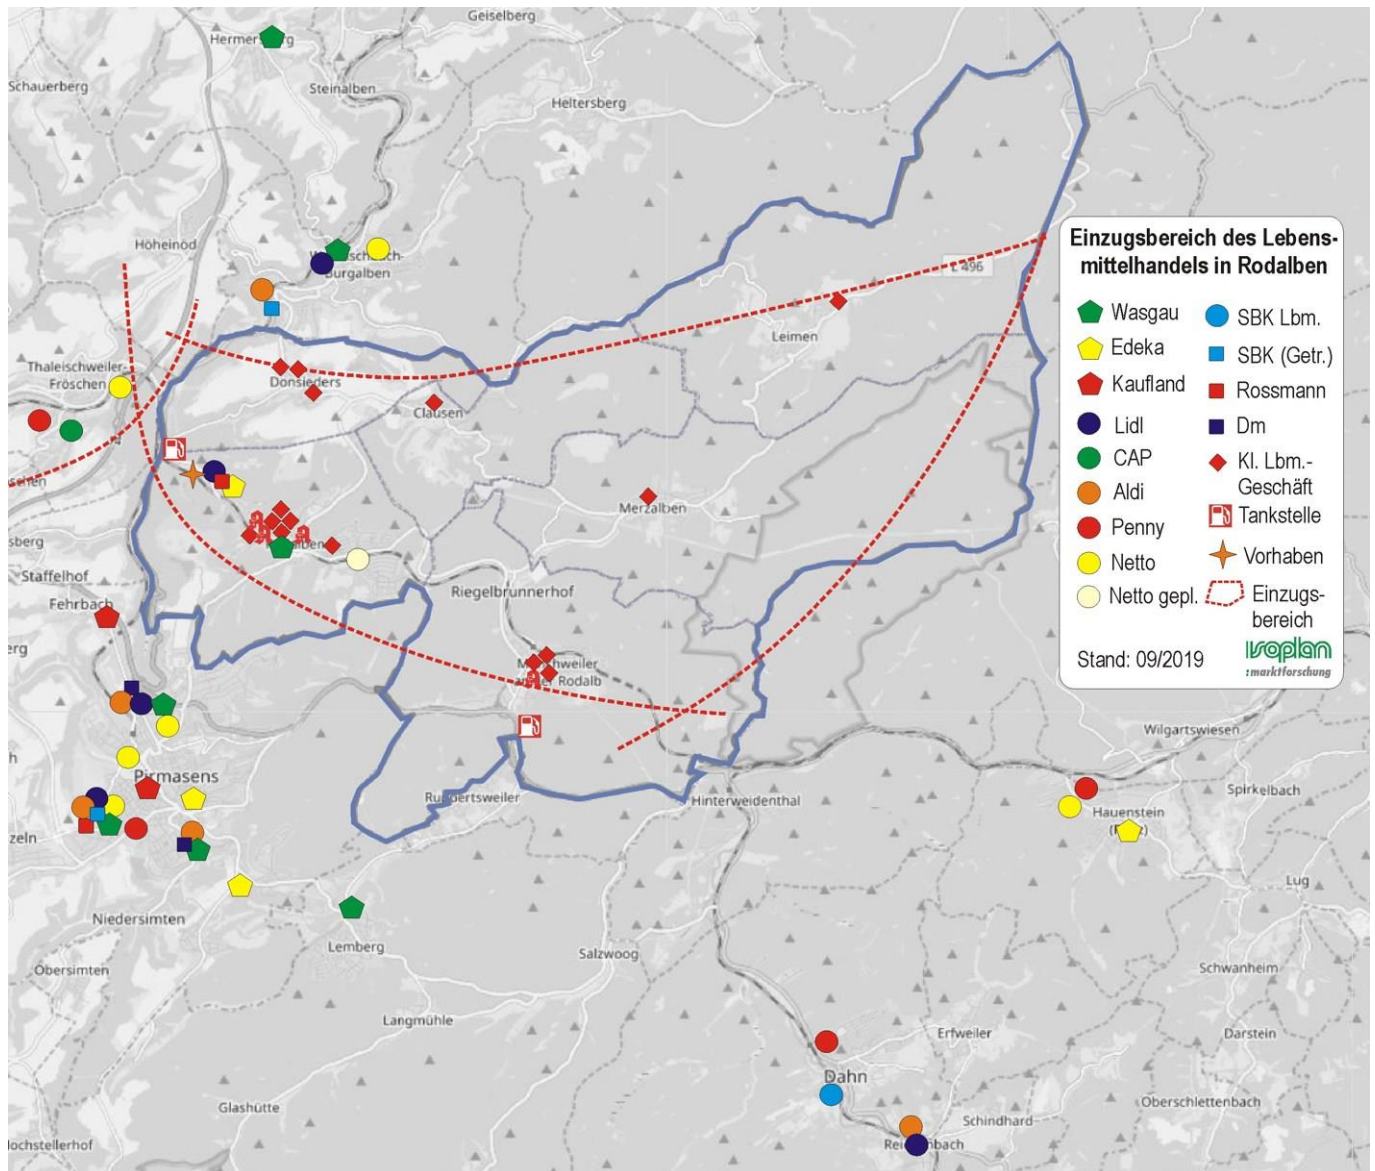 Geiselberg
Schauerberg
Steinalben
Heltersberg
Höheinöd
Burgalben
L 496
Leimen
Thaleischweiler-
Fröschen
Donsieders
Clausen
Merzalben
Staffelhof
Fehrbach
Riegelbrunnerhof
Pirmasens
Ruppertsweiler
Hinterweidenthal
Wilgartswiesen
Spirkelbach
Hauenstein
Lug
Niedersimten
Lemberg
Obersimten
Salzwoog
Schwanheim
Langmühle
Erfweiler
Darstein
Dahn
Glashütte
Schindhard
Oberschlettenbach
Einzugsbereich des Lebens-
mittelhandels in Rodalben
Wasgau
Edeka
Kaufland
Lidl
CAP
Aldi
Penny
Netto
Netto gepl.
SBK Lbm.
SBK (Getr.)
Rossmann
Dm
Kl. Lbm.-
Geschäft
Tankstelle
Vorhaben
Einzugs-
bereich
Stand: 09/2019
isoplan
:marktforschung